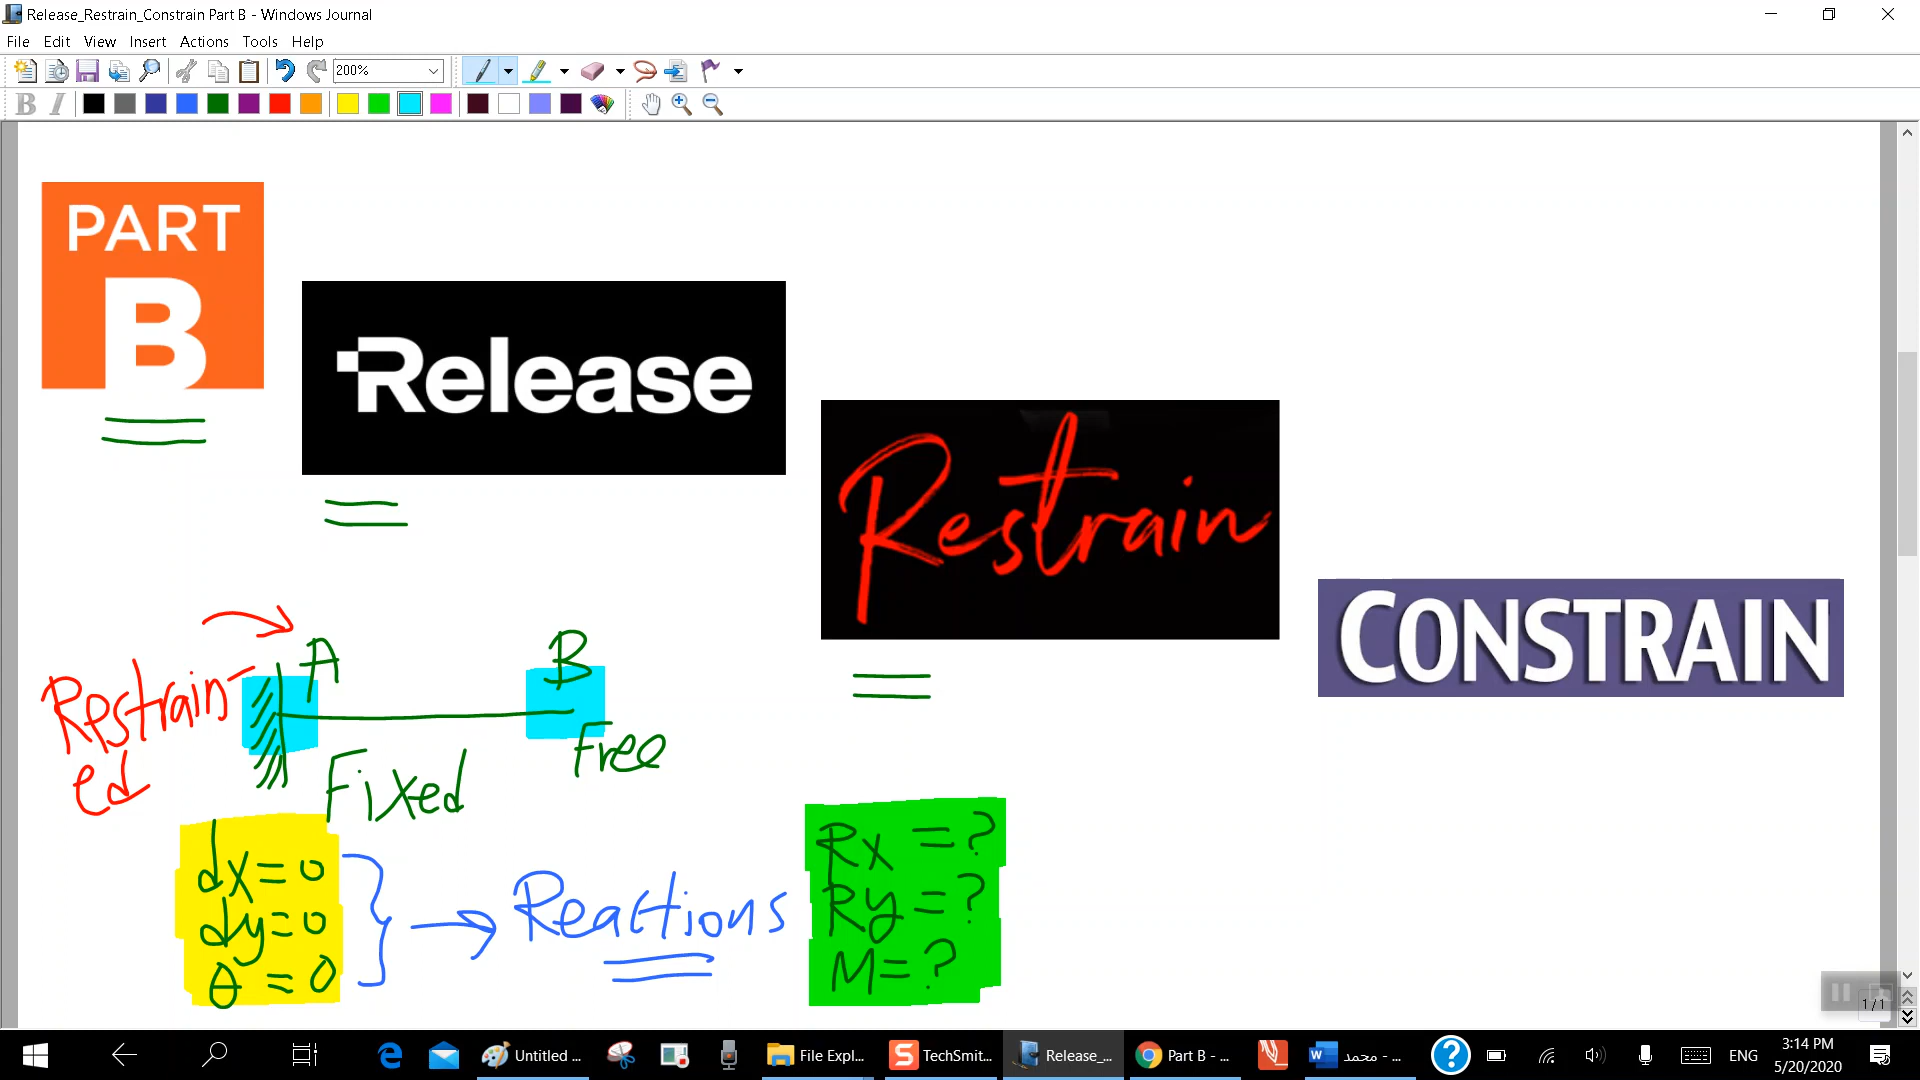 Release_Restrain_Constrain Part B - Windows Journal
File Edit View Insert Actions Tools Help
200%
B I
PART
B
Release
Restrain
CONSTRAIN
A
B
Restrain-
ed
Fixed
Free
dx=0
dy=0
θ=0
Reactions
Rx=?
Ry=?
M=?
1/1
Untitled ...
File Expl...
TechSmit...
Release_...
Part B - ...
محمد - ...
ENG
3:14 PM
5/20/2020